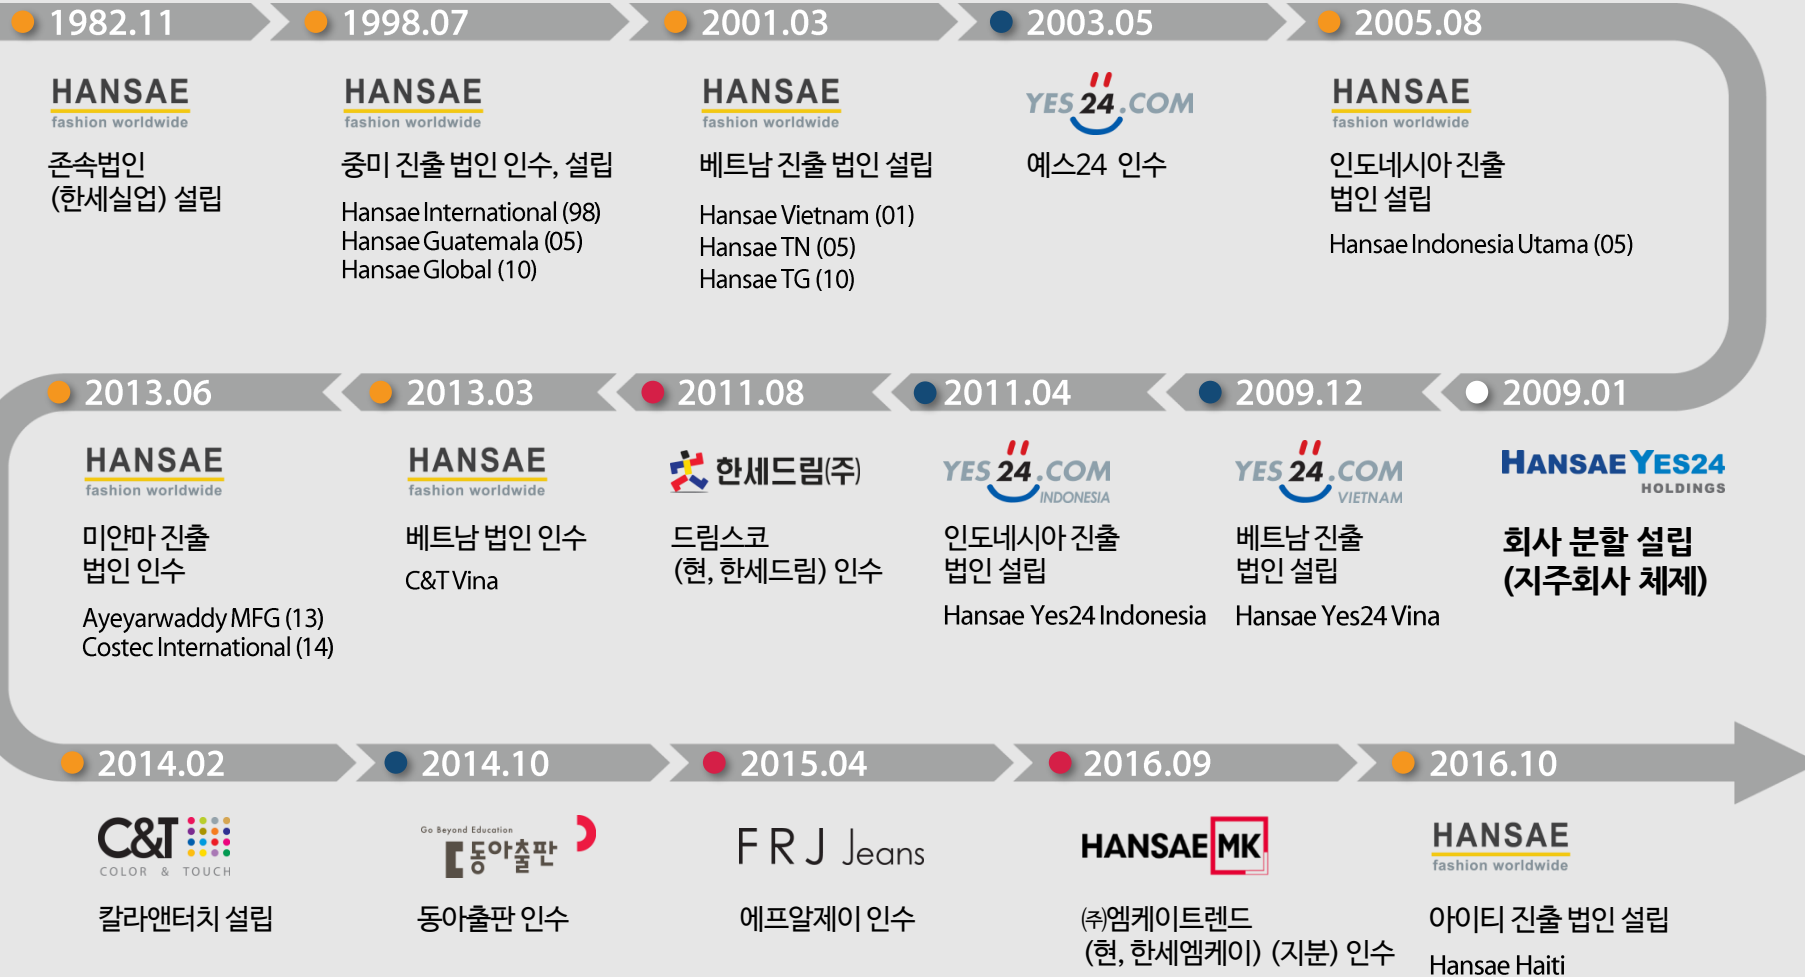 1982.11
HANSAE
fashion worldwide
존속법인
(한세실업) 설립
1998.07
HANSAE
fashion worldwide
중미 진출 법인 인수, 설립
Hansae International (98)
Hansae Guatemala (05)
Hansae Global (10)
2001.03
HANSAE
fashion worldwide
베트남 진출 법인 설립
Hansae Vietnam (01)
Hansae TN (05)
Hansae TG (10)
2003.05
YES24.COM
예스24 인수
2005.08
HANSAE
fashion worldwide
인도네시아 진출
법인 설립
Hansae Indonesia Utama (05)
2009.01
HANSAE YES24
HOLDINGS
회사 분할 설립
(지주회사 체제)
2009.12
YES24.COM
VIETNAM
베트남 진출
법인 설립
Hansae Yes24 Vina
2011.04
YES24.COM
INDONESIA
인도네시아 진출
법인 설립
Hansae Yes24 Indonesia
2011.08
한세드림(주)
드림스코
(현, 한세드림) 인수
2013.03
HANSAE
fashion worldwide
베트남 법인 인수
C&T Vina
2013.06
HANSAE
fashion worldwide
미얀마 진출
법인 인수
Ayeyarwaddy MFG (13)
Costec International (14)
2014.02
C&T
COLOR & TOUCH
칼라앤터치 설립
2014.10
Go Beyond Education
동아출판
동아출판 인수
2015.04
FRJ Jeans
에프알제이 인수
2016.09
HANSAE MK
㈜엠케이트렌드
(현, 한세엠케이) (지분) 인수
2016.10
HANSAE
fashion worldwide
아이티 진출 법인 설립
Hansae Haiti